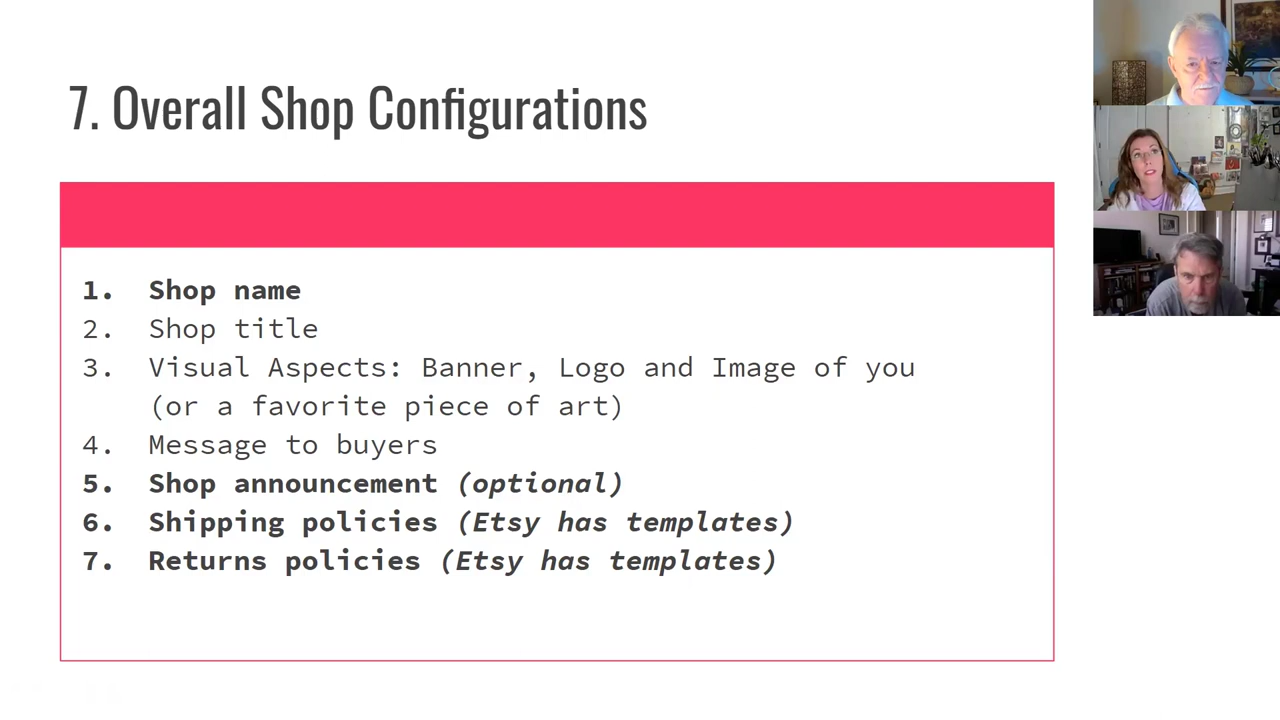 7. Overall Shop Configurations
1. Shop name
2. Shop title
3. Visual Aspects: Banner, Logo and Image of you
(or a favorite piece of art)
4. Message to buyers
5. Shop announcement (optional)
6. Shipping policies (Etsy has templates)
7. Returns policies (Etsy has templates)